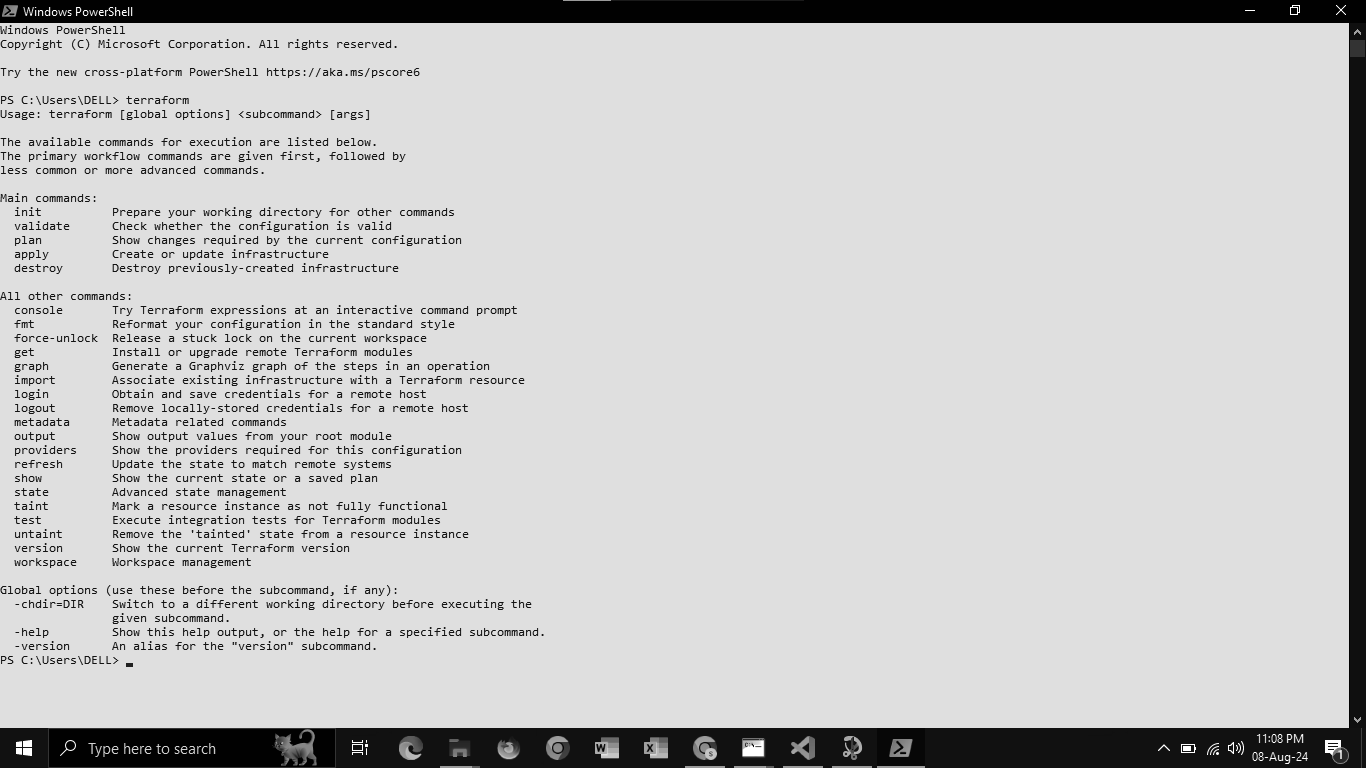 Windows PowerShell
Windows PowerShell
Copyright (C) Microsoft Corporation. All rights reserved.
Try the new cross-platform PowerShell https://aka.ms/pscore6
PS C:\Users\DELL> terraform
Usage: terraform [global options] <subcommand> [args]
The available commands for execution are listed below.
The primary workflow commands are given first, followed by
less common or more advanced commands.
Main commands:
  init          Prepare your working directory for other commands
  validate      Check whether the configuration is valid
  plan          Show changes required by the current configuration
  apply         Create or update infrastructure
  destroy       Destroy previously-created infrastructure
All other commands:
  console       Try Terraform expressions at an interactive command prompt
  fmt           Reformat your configuration in the standard style
  force-unlock  Release a stuck lock on the current workspace
  get           Install or upgrade remote Terraform modules
  graph         Generate a Graphviz graph of the steps in an operation
  import        Associate existing infrastructure with a Terraform resource
  login         Obtain and save credentials for a remote host
  logout        Remove locally-stored credentials for a remote host
  metadata      Metadata related commands
  output        Show output values from your root module
  providers     Show the providers required for this configuration
  refresh       Update the state to match remote systems
  show          Show the current state or a saved plan
  state         Advanced state management
  taint         Mark a resource instance as not fully functional
  test          Execute integration tests for Terraform modules
  untaint       Remove the 'tainted' state from a resource instance
  version       Show the current Terraform version
  workspace     Workspace management
Global options (use these before the subcommand, if any):
  -chdir=DIR    Switch to a different working directory before executing the
                given subcommand.
  -help         Show this help output, or the help for a specified subcommand.
  -version      An alias for the "version" subcommand.
PS C:\Users\DELL>
Type here to search
11:08 PM
08-Aug-24
1